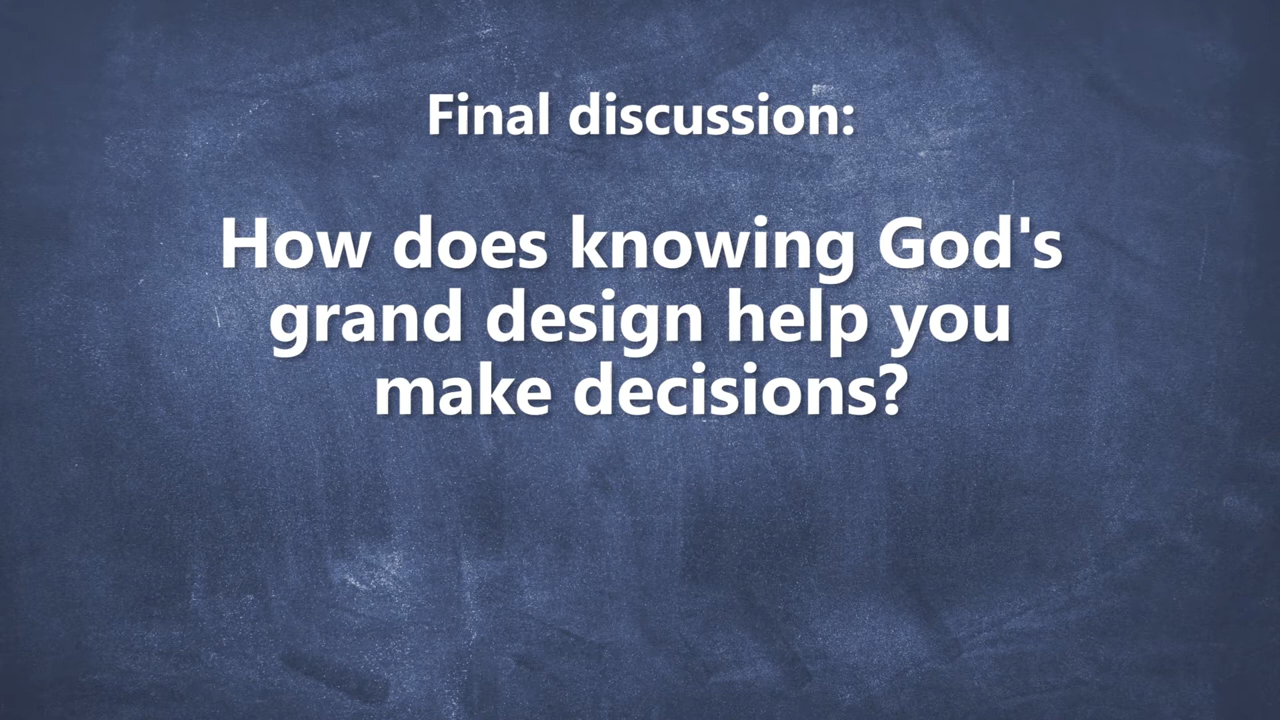 Final discussion:
How does knowing God's
grand design help you
make decisions?